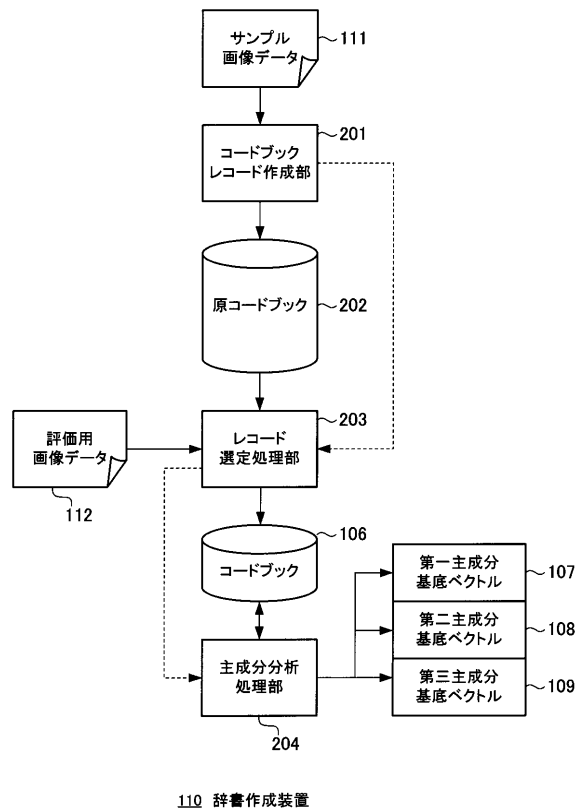 サンプル
画像データ
111
コードブック
レコード作成部
201
原コードブック
202
評価用
画像データ
112
レコード
選定処理部
203
コードブック
106
主成分分析
処理部
204
第一主成分
基底ベクトル
107
第二主成分
基底ベクトル
108
第三主成分
基底ベクトル
109
110 辞書作成装置